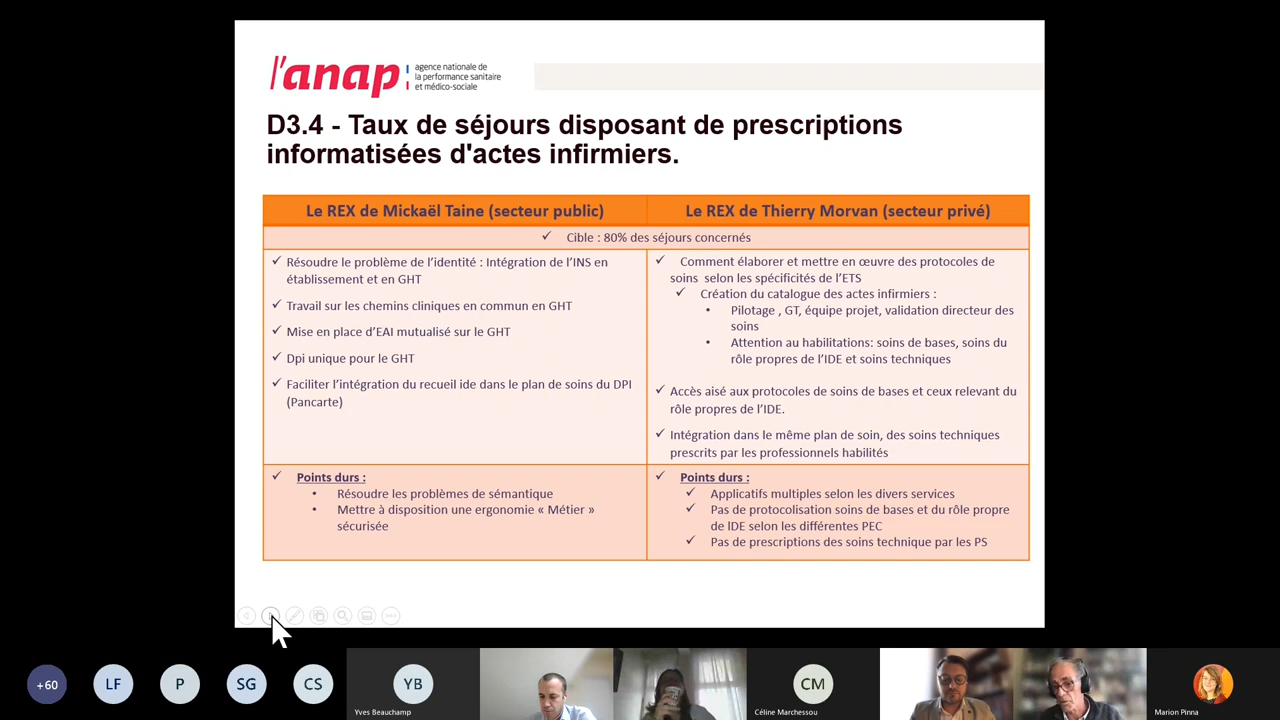 l'anap
agence nationale de
la performance sanitaire
et médico-sociale
D3.4 - Taux de séjours disposant de prescriptions
informatisées d'actes infirmiers.
Le REX de Mickaël Taine (secteur public)
Le REX de Thierry Morvan (secteur privé)
✓ Cible : 80% des séjours concernés
✓ Résoudre le problème de l'identité : Intégration de l'INS en
établissement et en GHT
✓ Travail sur les chemins cliniques en commun en GHT
✓ Mise en place d'EAI mutualisé sur le GHT
✓ Dpi unique pour le GHT
✓ Faciliter l'intégration du recueil ide dans le plan de soins du DPI
(Pancarte)
✓ Comment élaborer et mettre en œuvre des protocoles de
soins selon les spécificités de l'ETS
✓ Création du catalogue des actes infirmiers :
• Pilotage , GT, équipe projet, validation directeur des
soins
• Attention au habilitations: soins de bases, soins du
rôle propres de l'IDE et soins techniques
✓ Accès aisé aux protocoles de soins de bases et ceux relevant du
rôle propres de l'IDE.
✓ Intégration dans le même plan de soin, des soins techniques
prescrits par les professionnels habilités
✓ Points durs :
• Résoudre les problèmes de sémantique
• Mettre à disposition une ergonomie « Métier »
sécurisée
✓ Points durs :
✓ Applicatifs multiples selon les divers services
✓ Pas de protocolisation soins de bases et du rôle propre
de lDE selon les différentes PEC
✓ Pas de prescriptions des soins technique par les PS
+60
LF
P
SG
CS
YB
Yves Beauchamp
CM
Céline Marchessou
Marion Pinna